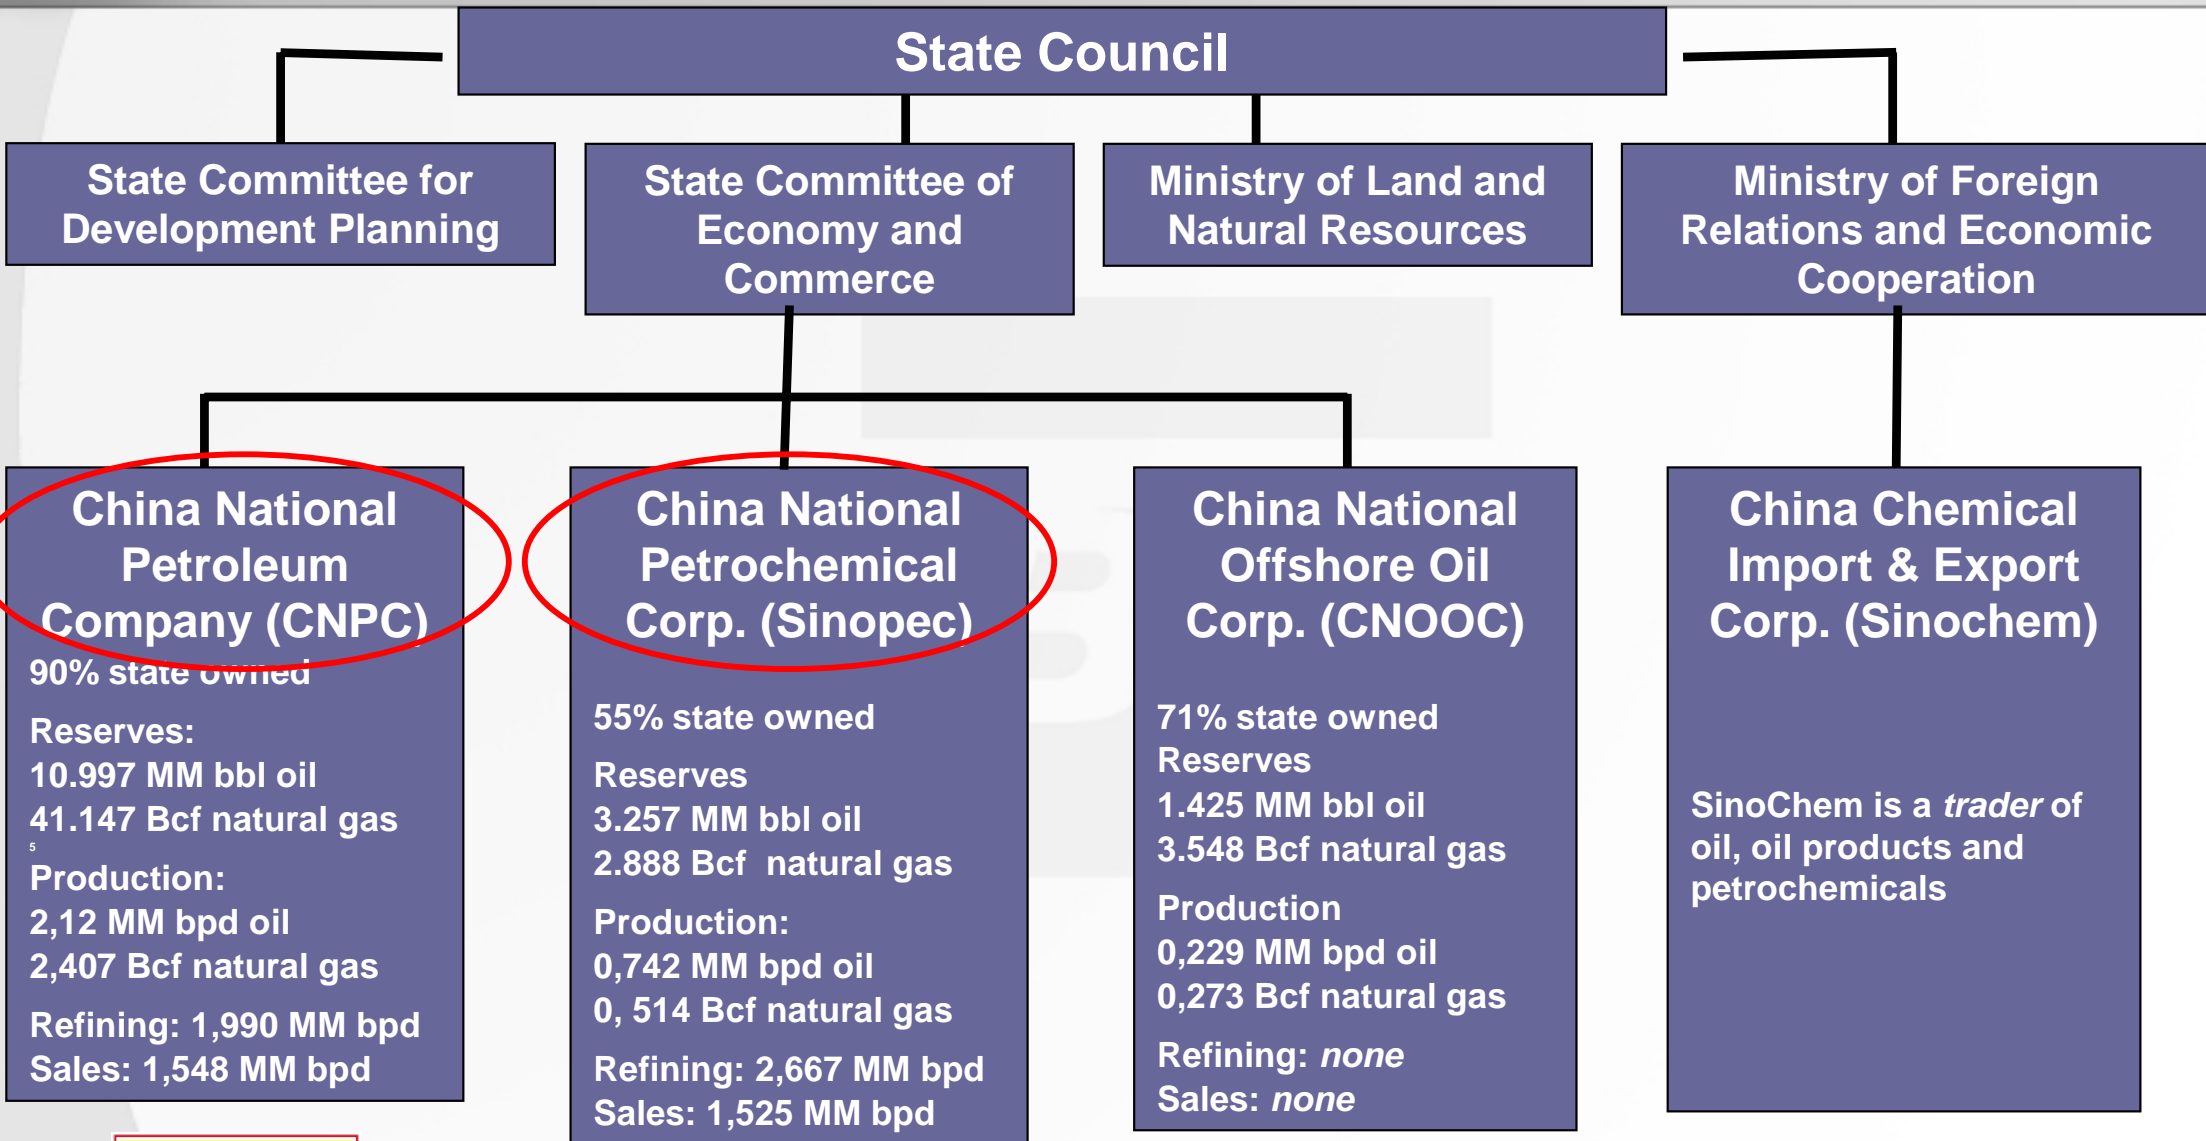 State Council
State Committee for
Development Planning
State Committee of
Economy and
Commerce
Ministry of Land and
Natural Resources
Ministry of Foreign
Relations and Economic
Cooperation
China National
Petroleum
Company (CNPC)
90% state owned
Reserves:
10.997 MM bbl oil
41.147 Bcf natural gas
5
Production:
2,12 MM bpd oil
2,407 Bcf natural gas
Refining: 1,990 MM bpd
Sales: 1,548 MM bpd
China National
Petrochemical
Corp. (Sinopec)
55% state owned
Reserves
3.257 MM bbl oil
2.888 Bcf  natural gas
Production:
0,742 MM bpd oil
0, 514 Bcf natural gas
Refining: 2,667 MM bpd
Sales: 1,525 MM bpd
China National
Offshore Oil
Corp. (CNOOC)
71% state owned
Reserves
1.425 MM bbl oil
3.548 Bcf natural gas
Production
0,229 MM bpd oil
0,273 Bcf natural gas
Refining: none
Sales: none
China Chemical
Import & Export
Corp. (Sinochem)
SinoChem is a trader of
oil, oil products and
petrochemicals